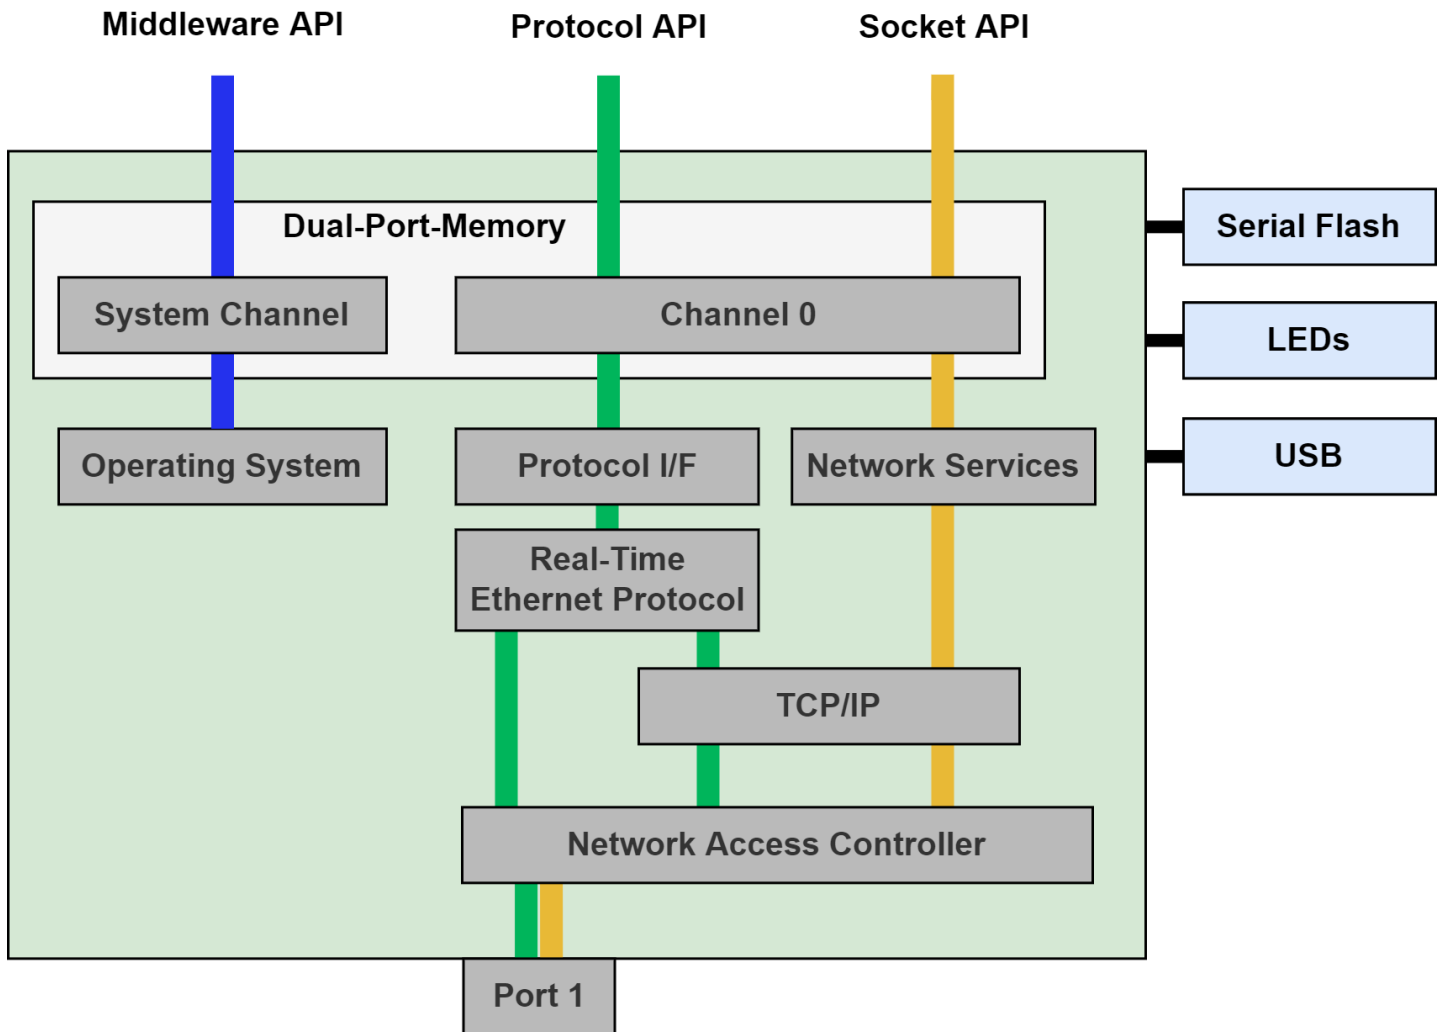 Middleware API
Protocol API
Socket API
Dual-Port-Memory
System Channel
Channel 0
Operating System
Protocol I/F
Network Services
Real-Time
Ethernet Protocol
TCP/IP
Network Access Controller
Port 1
Serial Flash
LEDs
USB